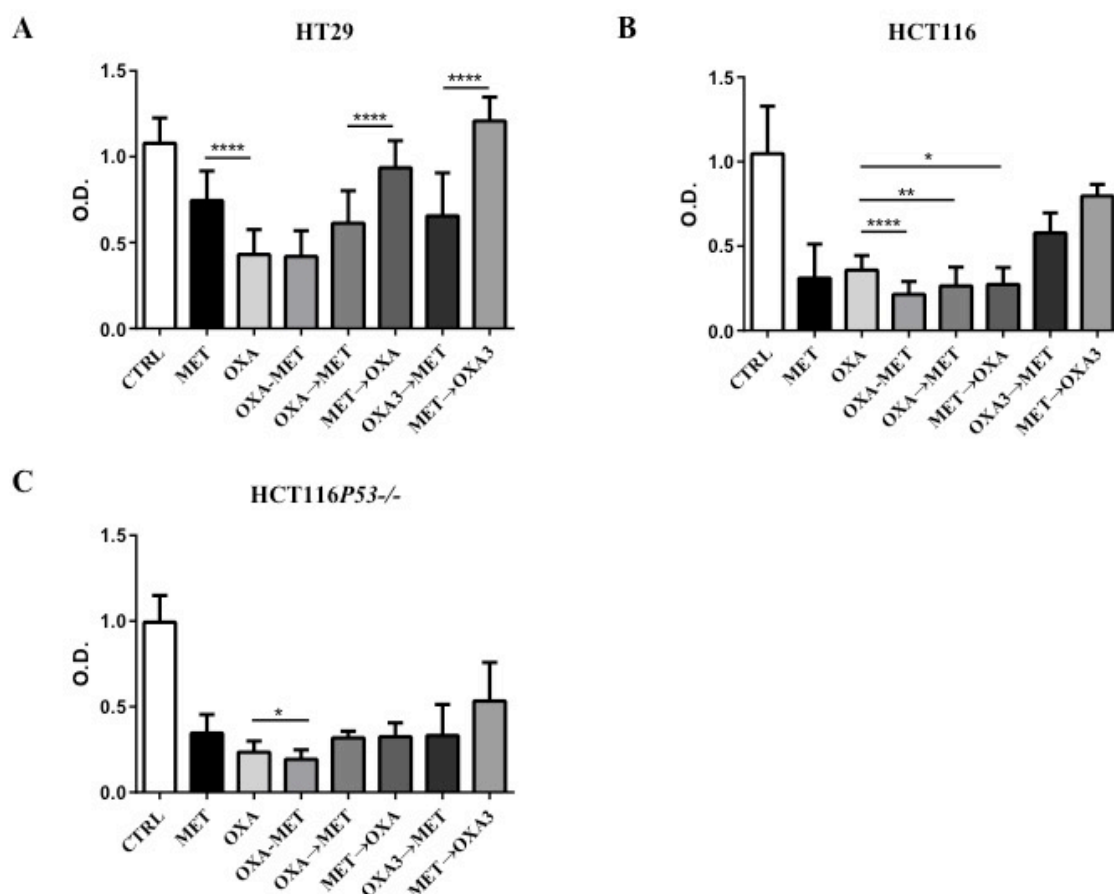 A
HT29
O.D.
1.5
1.0
0.5
0.0
****
****
****
CTRL
MET
OXA
OXA-MET
OXA→MET
MET→OXA
OXA3→MET
MET→OXA3
B
HCT116
O.D.
1.5
1.0
0.5
0.0
*
**
****
CTRL
MET
OXA
OXA-MET
OXA→MET
MET→OXA
OXA3→MET
MET→OXA3
C
HCT116P53-/-
O.D.
1.5
1.0
0.5
0.0
*
CTRL
MET
OXA
OXA-MET
OXA→MET
MET→OXA
OXA3→MET
MET→OXA3